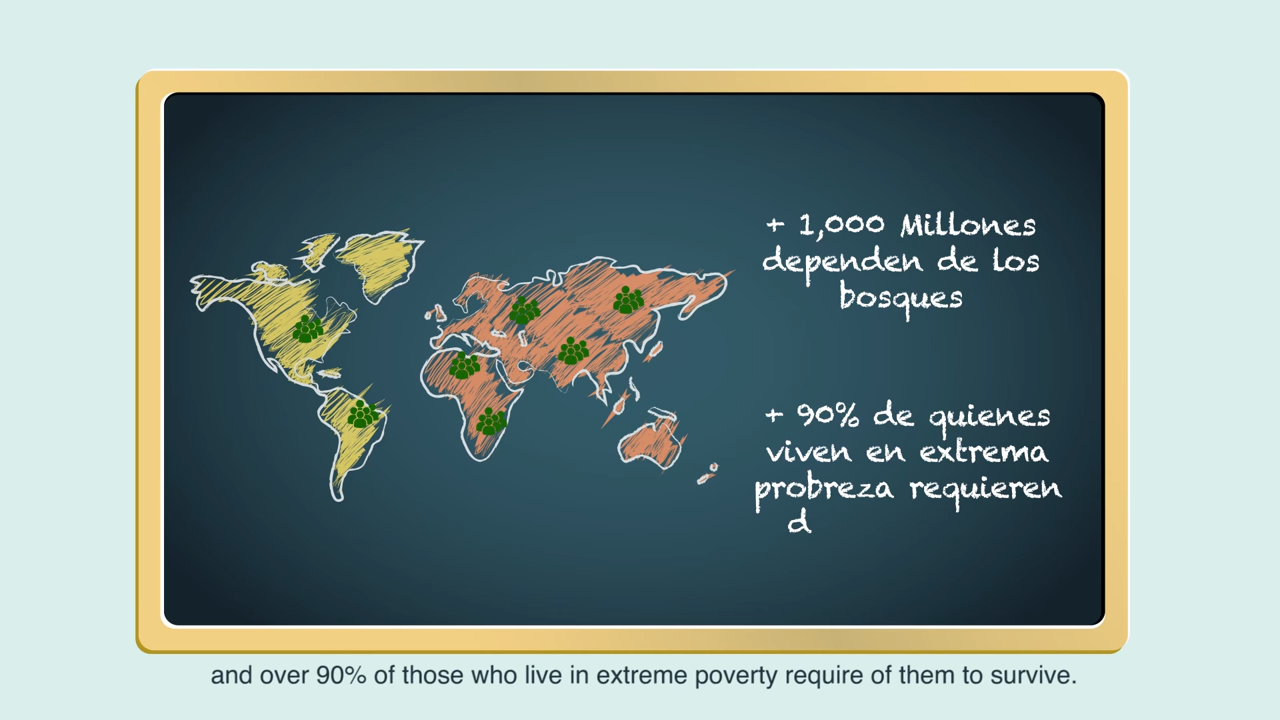 + 1,000 Millones
dependen de los
bosques
+ 90% de quienes
viven en extrema
probreza requieren
d
and over 90% of those who live in extreme poverty require of them to survive.